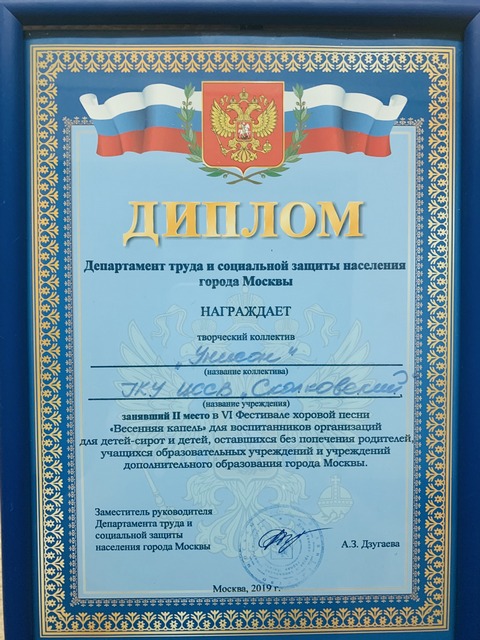 ДИПЛОМ
Департамент труда и социальной защиты населения
города Москвы
НАГРАЖДАЕТ
творческий коллектив
"Унисон"
(название коллектива)
ГКУ ЦССВ Сколковский
(название учреждения)
занявший II место в VI Фестивале хоровой песни
«Весенняя капель» для воспитанников организаций
для детей-сирот и детей, оставшихся без попечения родителей,
учащихся образовательных учреждений и учреждений
дополнительного образования города Москвы.
Заместитель руководителя
Департамента труда и
социальной защиты
населения города Москвы
А.З. Дзугаева
Москва, 2019 г.